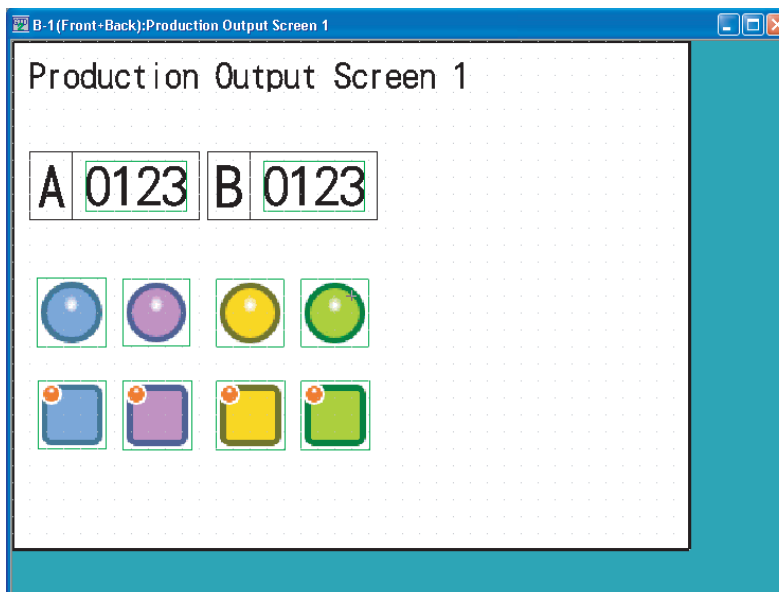 B-1(Front+Back):Production Output Screen 1
Production Output Screen 1
A 0123 B 0123